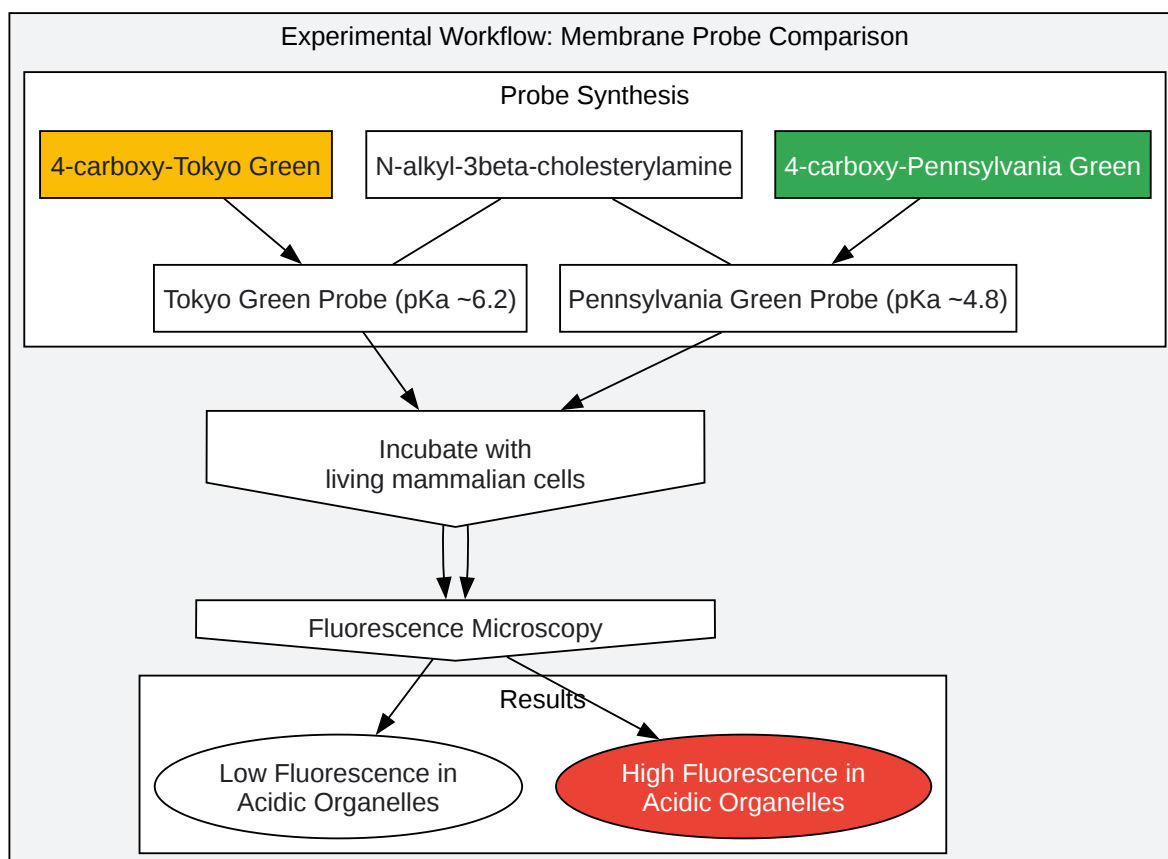 Experimental Workflow: Membrane Probe Comparison
Probe Synthesis
4-carboxy-Tokyo Green
N-alkyl-3beta-cholesterylamine
4-carboxy-Pennsylvania Green
Tokyo Green Probe (pKa ~6.2)
Pennsylvania Green Probe (pKa ~4.8)
Incubate with
living mammalian cells
Fluorescence Microscopy
Results
Low Fluorescence in
Acidic Organelles
High Fluorescence in
Acidic Organelles